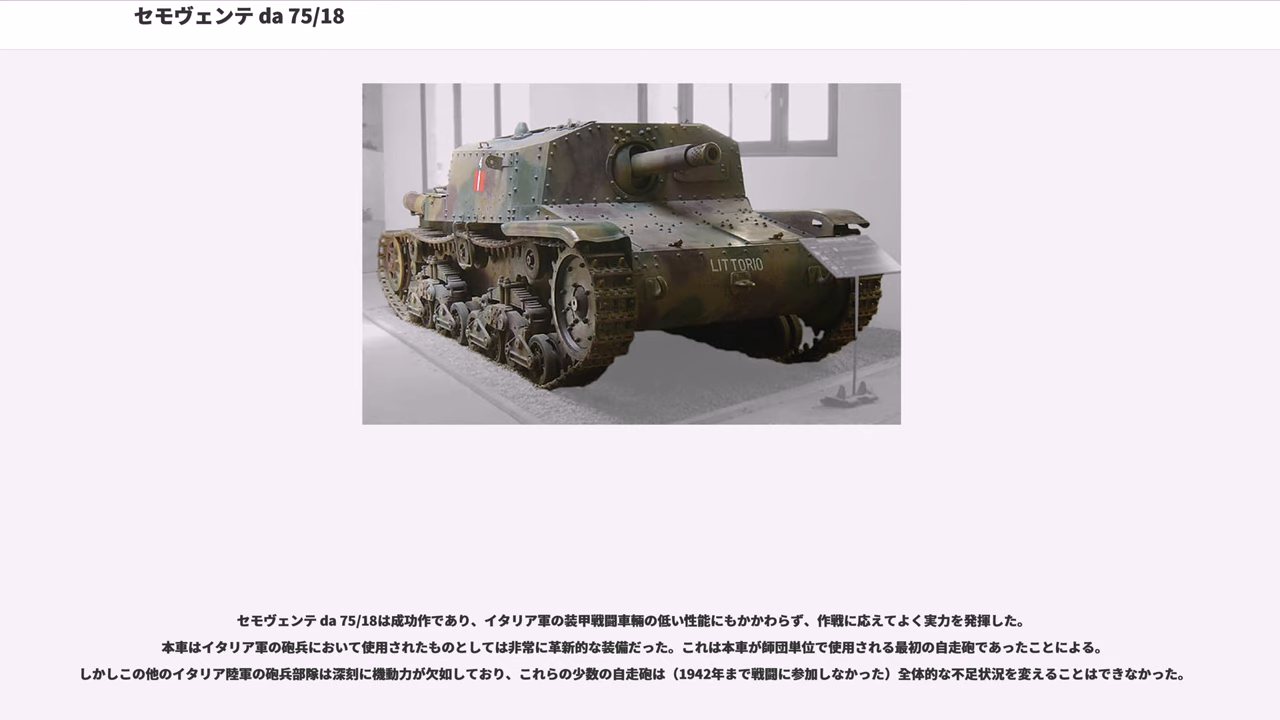 セモヴェンテ da 75/18
LITTORIO
セモヴェンテ da 75/18は成功作であり、イタリア軍の装甲戦闘車輛の低い性能にもかかわらず、作戦に応えてよく実力を発揮した。
本車はイタリア軍の砲兵において使用されたものとしては非常に革新的な装備だった。これは本車が師団単位で使用される最初の自走砲であったことによる。
しかしこの他のイタリア陸軍の砲兵部隊は深刻に機動力が欠如しており、これらの少数の自走砲は（1942年まで戦闘に参加しなかった）全体的な不足状況を変えることはできなかった。